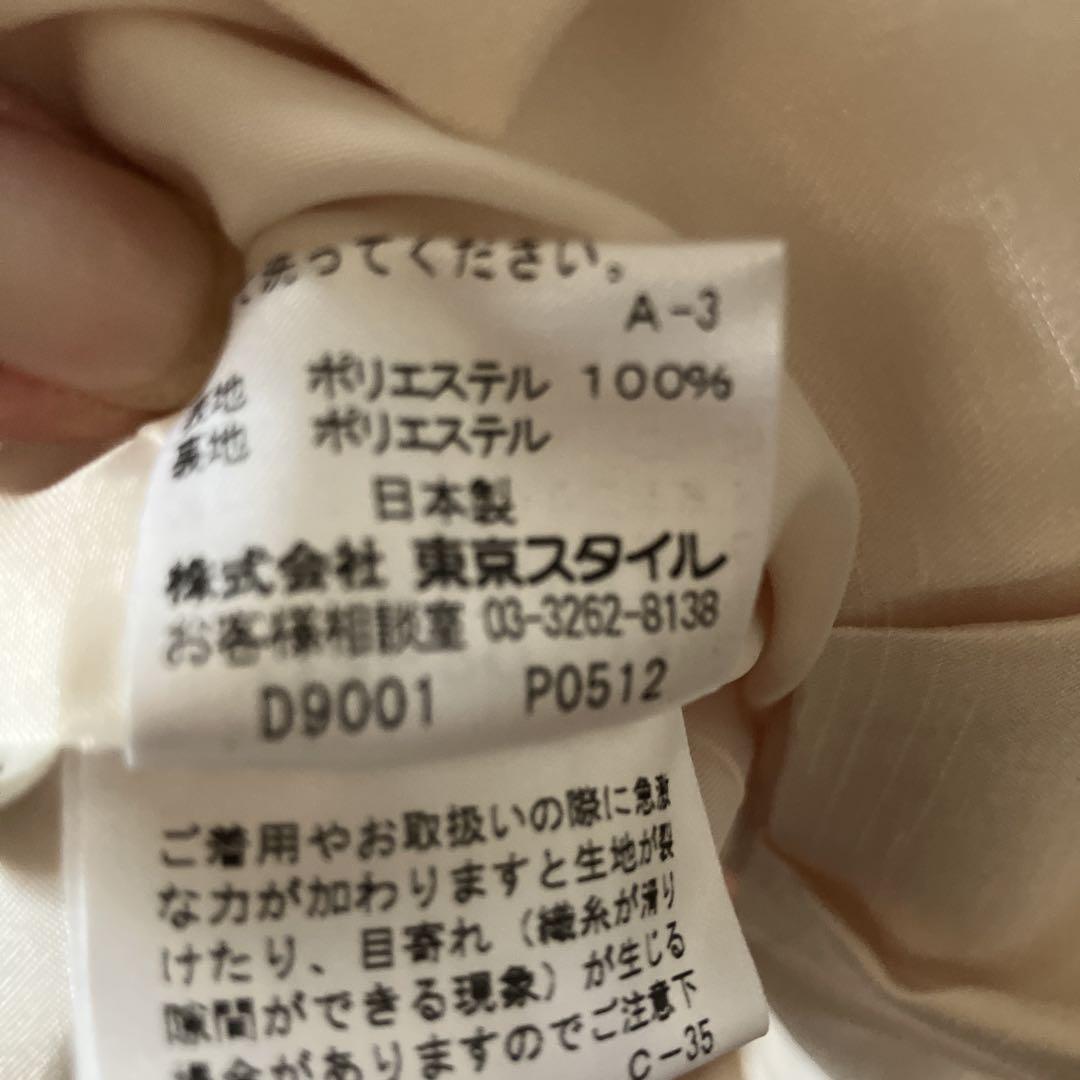 洗ってください。
A-3
表地 ポリエステル 100%
裏地 ポリエステル
日本製
株式会社 東京スタイル
お客様相談室 03-3262-8138
D9001 P0512
ご着用やお取扱いの際に急激
な力が加わりますと生地が裂
けたり、目寄れ（織糸が滑り
隙間ができる現象）が生じる
場合がありますのでご注意下
C-35